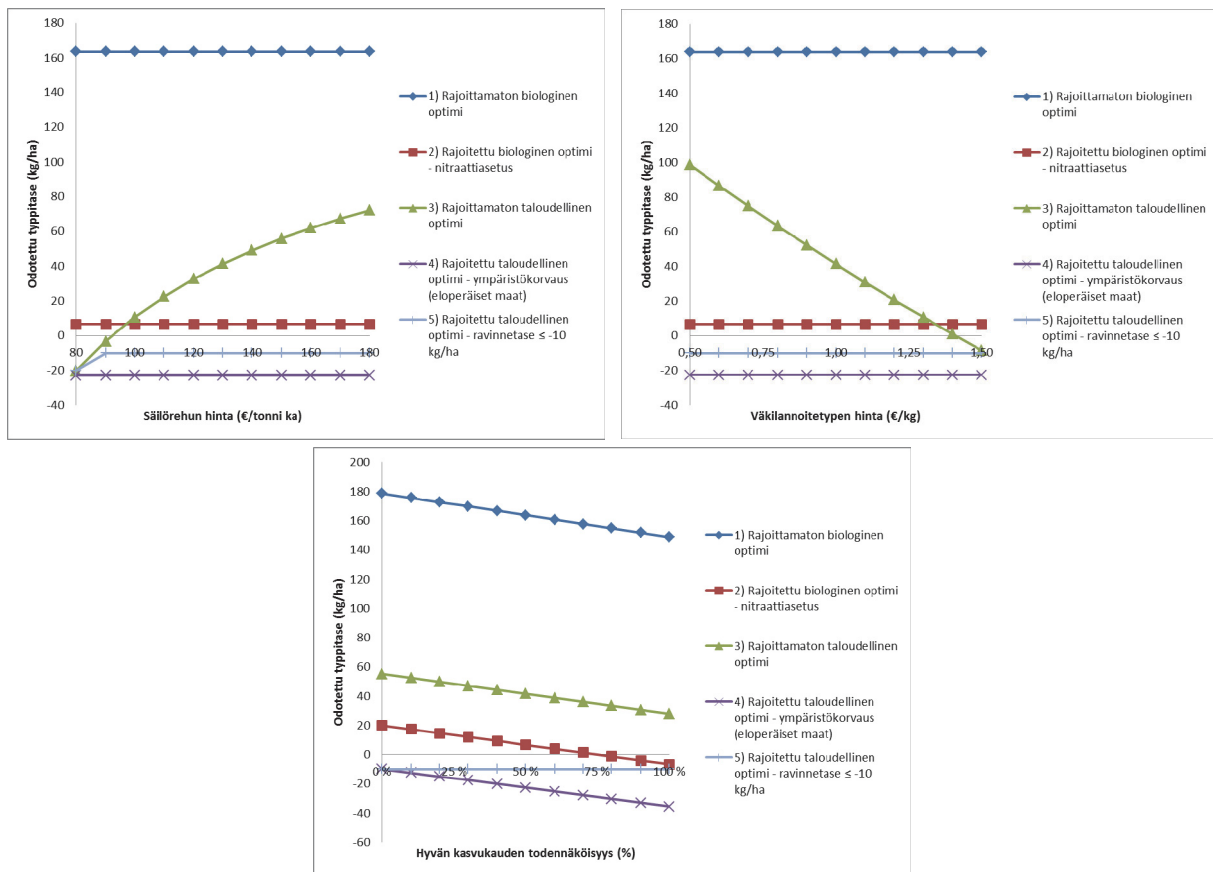 180
160
140
120
100
80
60
40
20
0
-20
-40
Odotettu typpitase (kg/ha)
80 100 120 140 160 180
Säilörehun hinta (€/tonni ka)
1) Rajoittamaton biologinen
optimi
2) Rajoitettu biologinen optimi
- nitraattiasetus
3) Rajoittamaton taloudellinen
optimi
4) Rajoitettu taloudellinen
optimi - ympäristökorvaus
(eloperäiset maat)
5) Rajoitettu taloudellinen
optimi - ravinnetase ≤ -10
kg/ha
180
160
140
120
100
80
60
40
20
0
-20
-40
Odotettu typpitase (kg/ha)
0,50 0,75 1,00 1,25 1,50
Väkilannoitetypen hinta (€/kg)
1) Rajoittamaton biologinen
optimi
2) Rajoitettu biologinen optimi
- nitraattiasetus
3) Rajoittamaton taloudellinen
optimi
4) Rajoitettu taloudellinen
optimi - ympäristökorvaus
(eloperäiset maat)
5) Rajoitettu taloudellinen
optimi - ravinnetase ≤ -10
kg/ha
200
180
160
140
120
100
80
60
40
20
0
-20
-40
-60
Odotettu typpitase (kg/ha)
0% 25% 50% 75% 100%
Hyvän kasvukauden todennäköisyys (%)
1) Rajoittamaton biologinen
optimi
2) Rajoitettu biologinen optimi
- nitraattiasetus
3) Rajoittamaton taloudellinen
optimi
4) Rajoitettu taloudellinen
optimi - ympäristökorvaus
(eloperäiset maat)
5) Rajoitettu taloudellinen
optimi - ravinnetase ≤ -10
kg/ha